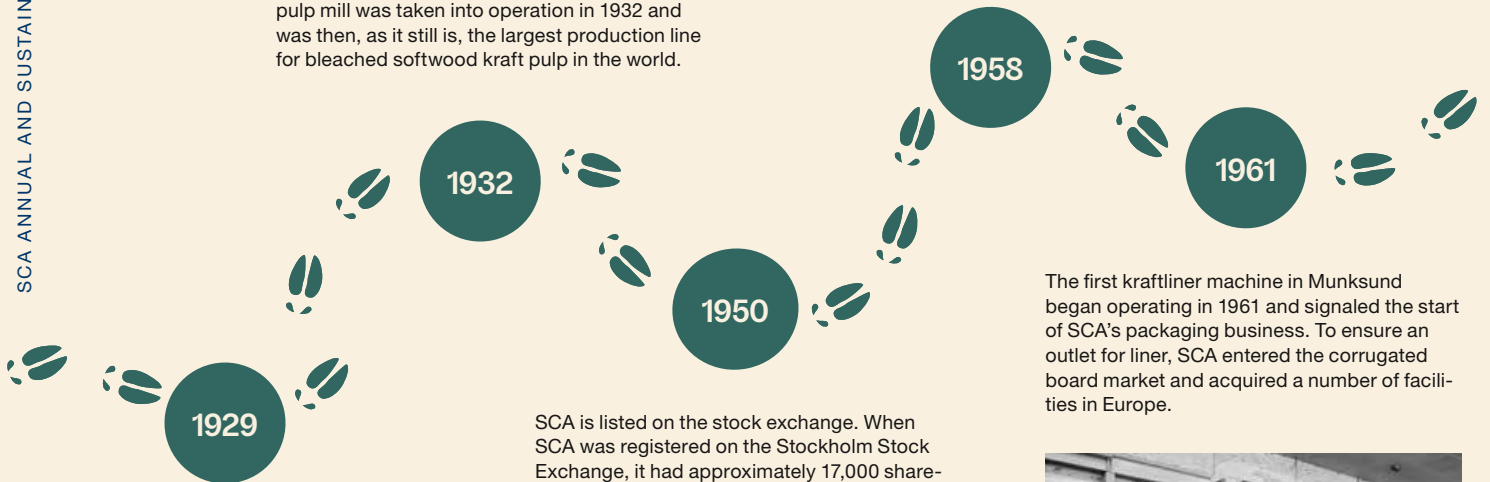 SCA ANNUAL AND SUSTAIN
pulp mill was taken into operation in 1932 and
was then, as it still is, the largest production line
for bleached softwood kraft pulp in the world.
1958
1932
1961
1950
The first kraftliner machine in Munksund
began operating in 1961 and signaled the start
of SCA’s packaging business. To ensure an
outlet for liner, SCA entered the corrugated
board market and acquired a number of facili-
ties in Europe.
1929
SCA is listed on the stock exchange. When
SCA was registered on the Stockholm Stock
Exchange, it had approximately 17,000 share-